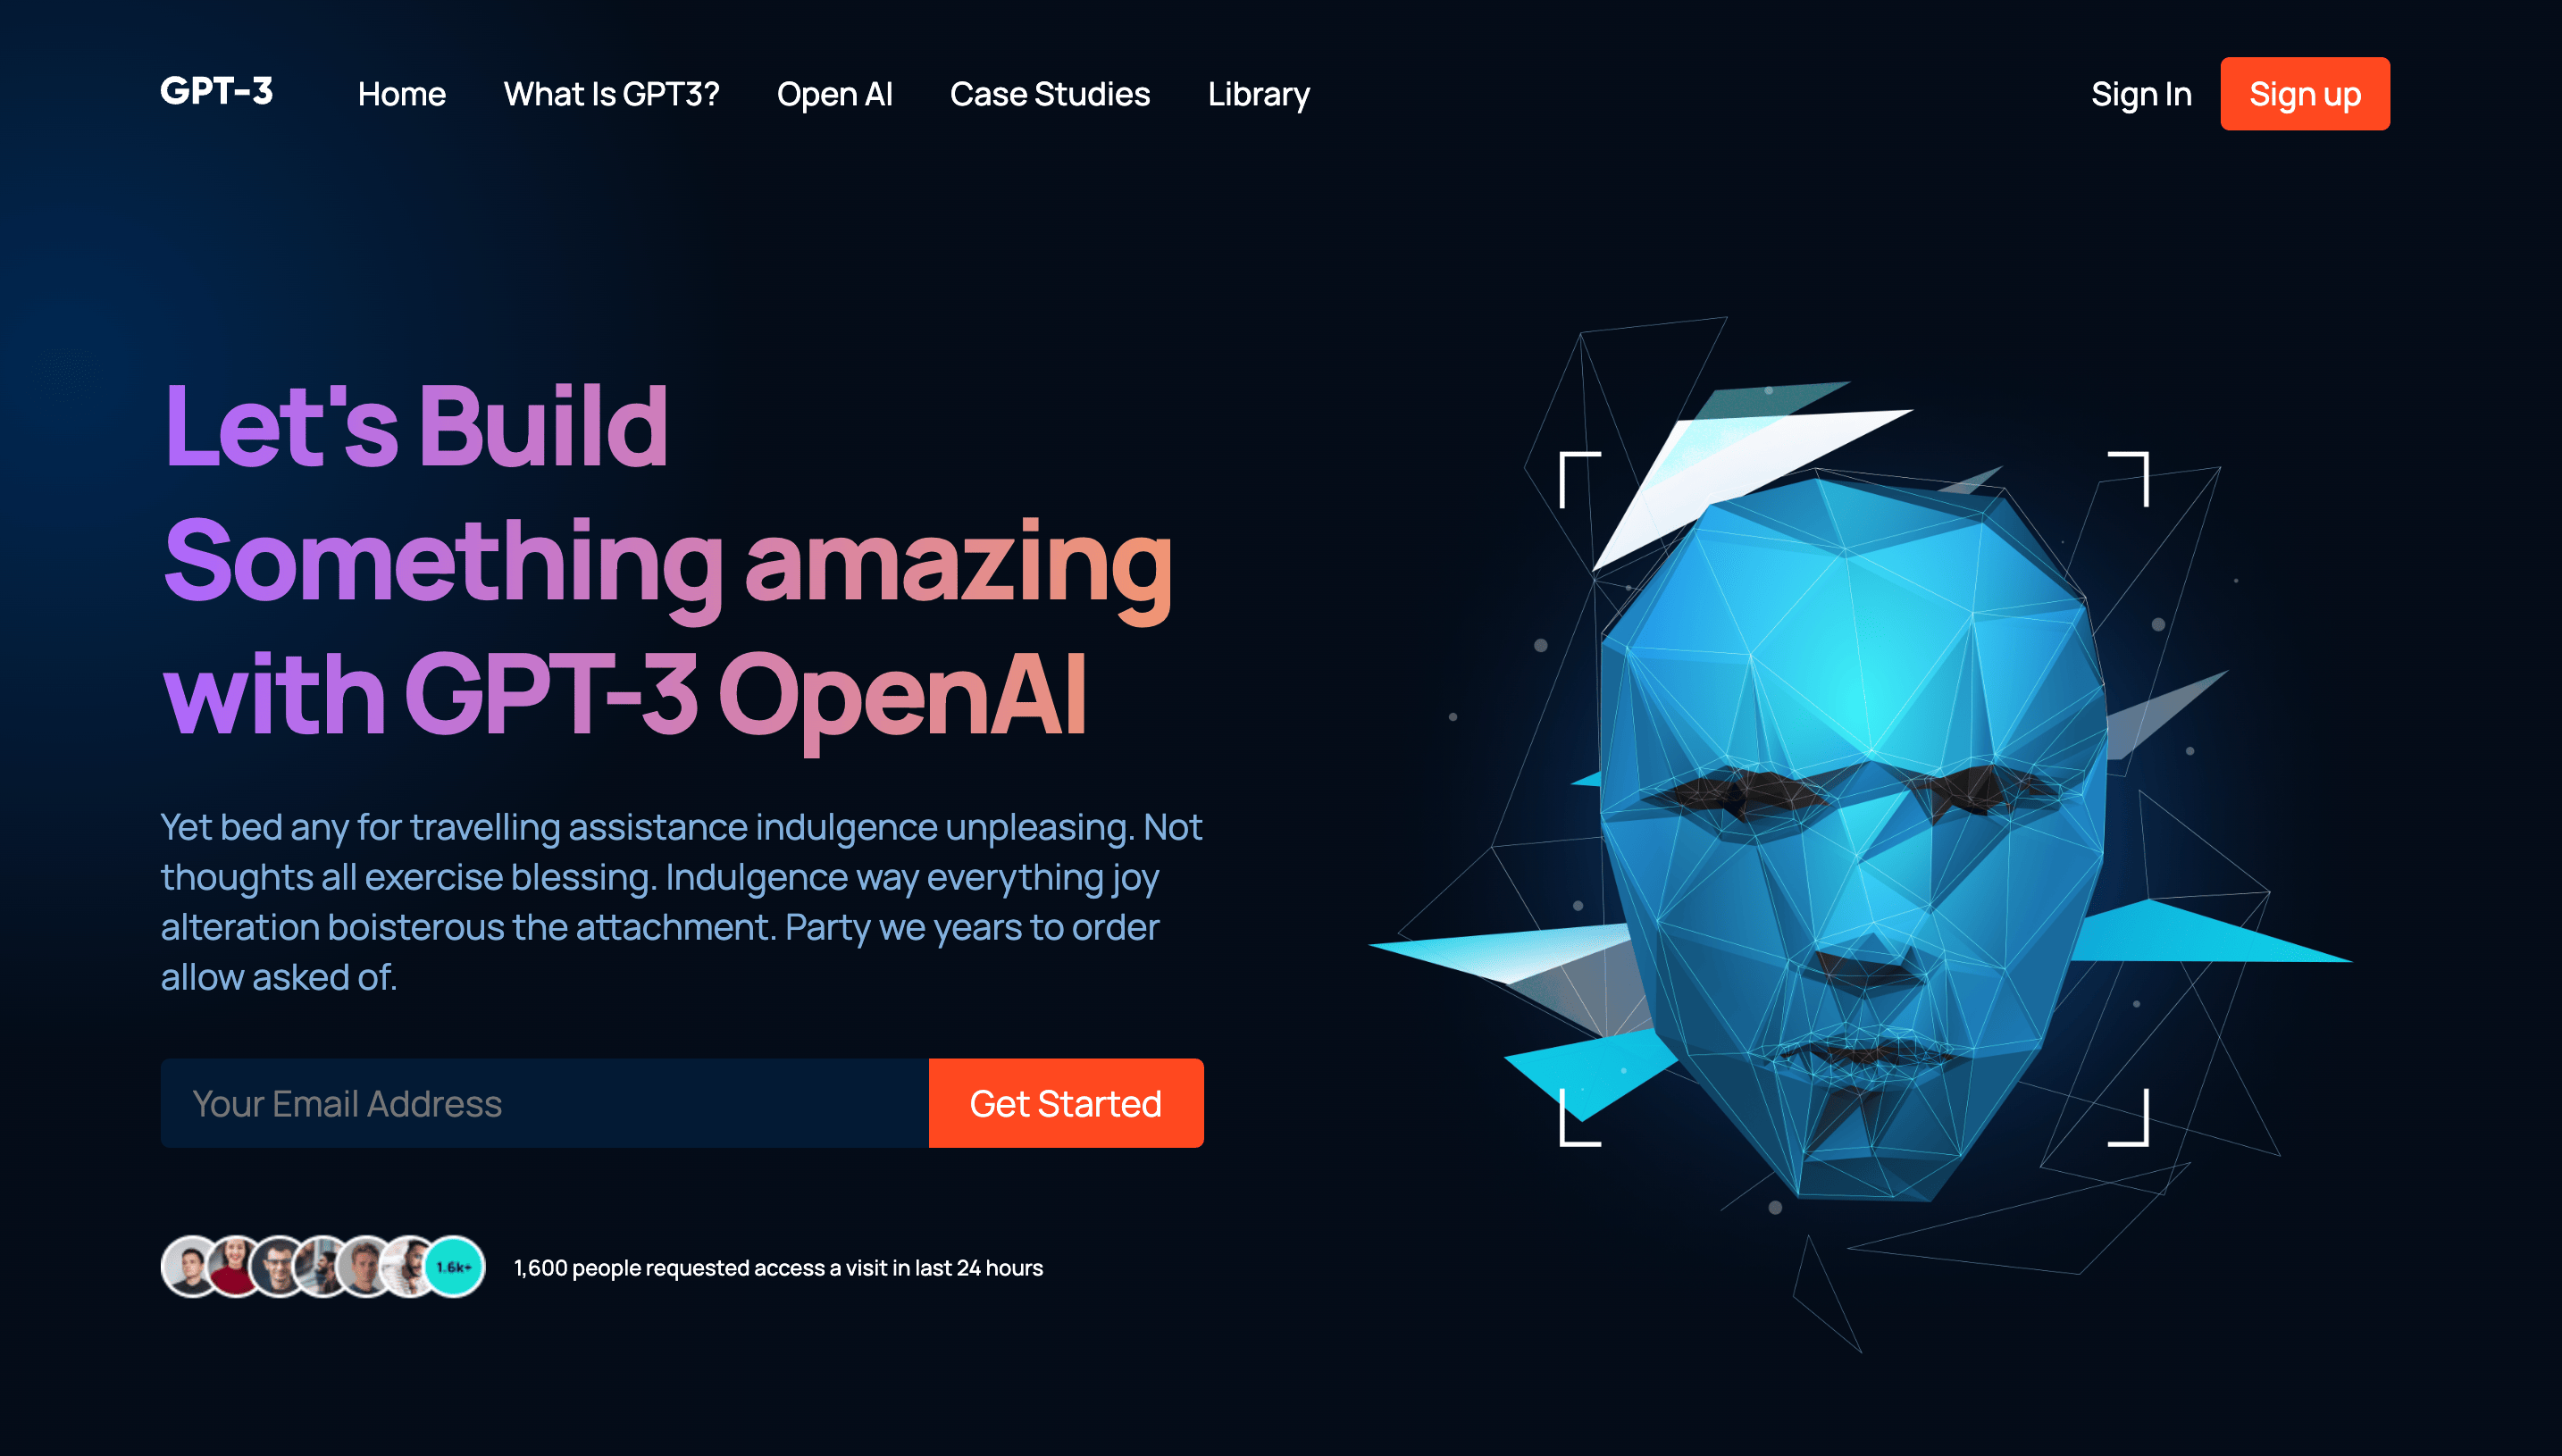 GPT-3
Home
What Is GPT3?
Open AI
Case Studies
Library
Sign In
Sign up
Let's Build
Something amazing
with GPT-3 OpenAI
Yet bed any for travelling assistance indulgence unpleasing. Not
thoughts all exercise blessing. Indulgence way everything joy
alteration boisterous the attachment. Party we years to order
allow asked of.
Your Email Address
Get Started
1.6k+
1,600 people requested access a visit in last 24 hours